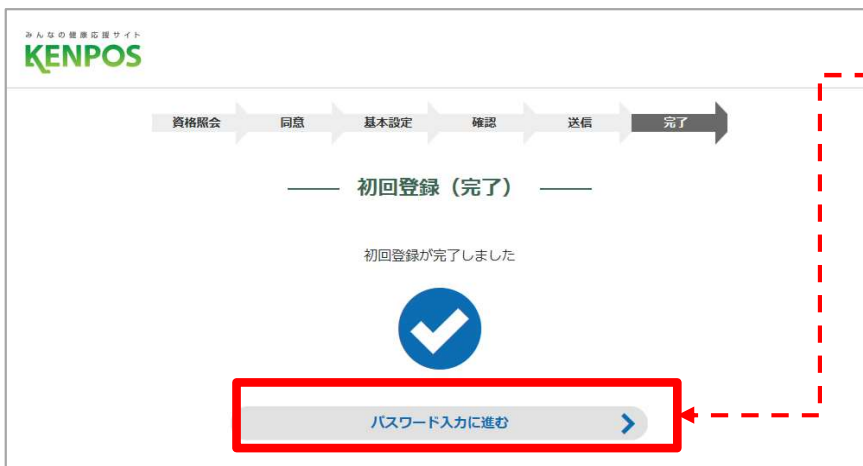 みんなの健康応援サイト
KENPOS
資格照会 同意 基本設定 確認 送信 完了
初回登録（完了）
初回登録が完了しました
パスワード入力に進む